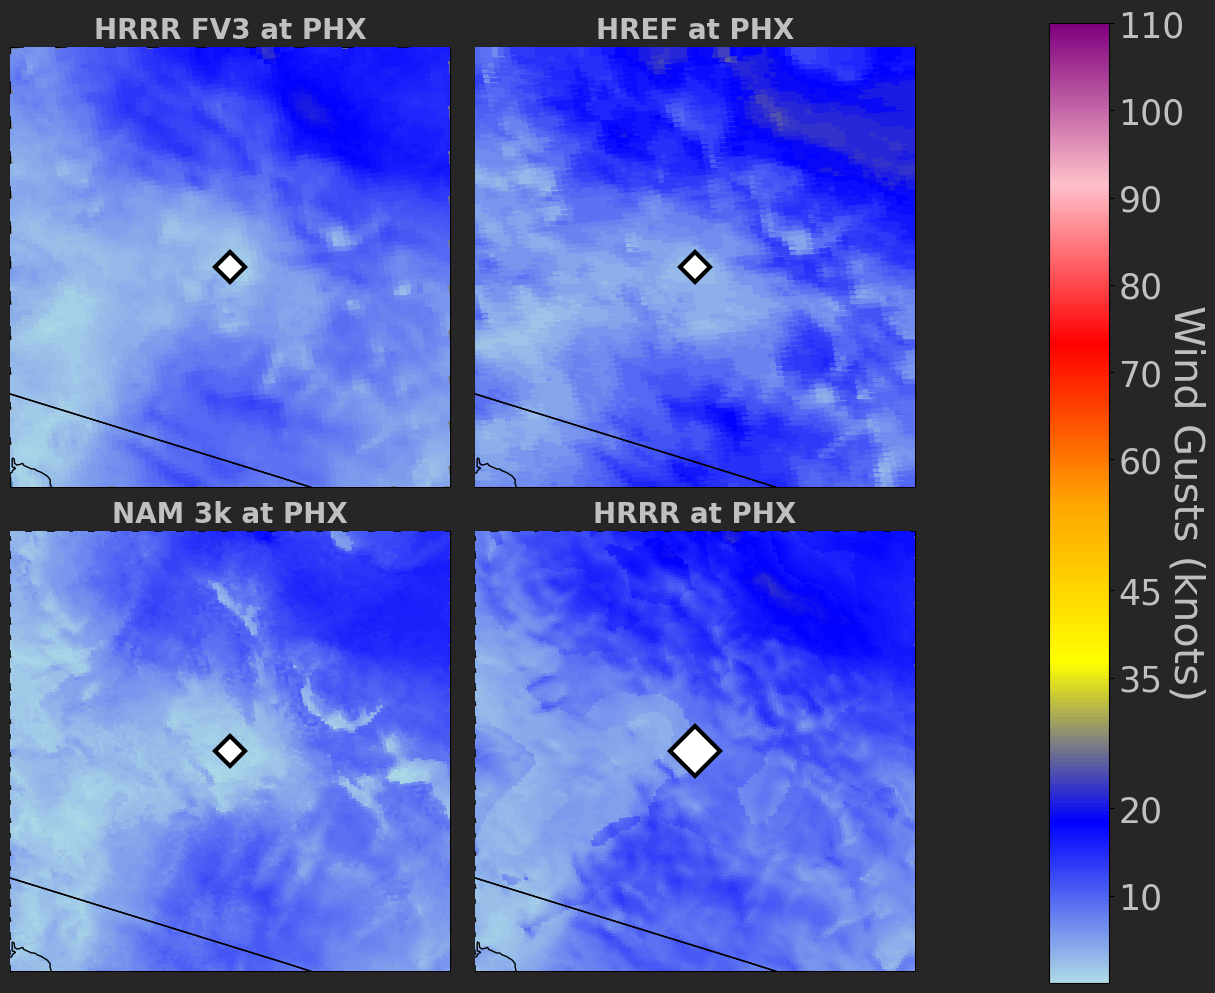 HRRR FV3 at PHX
HREF at PHX
NAM 3k at PHX
HRRR at PHX
110
100
90
80
70
60
45
35
20
10
Wind Gusts (knots)